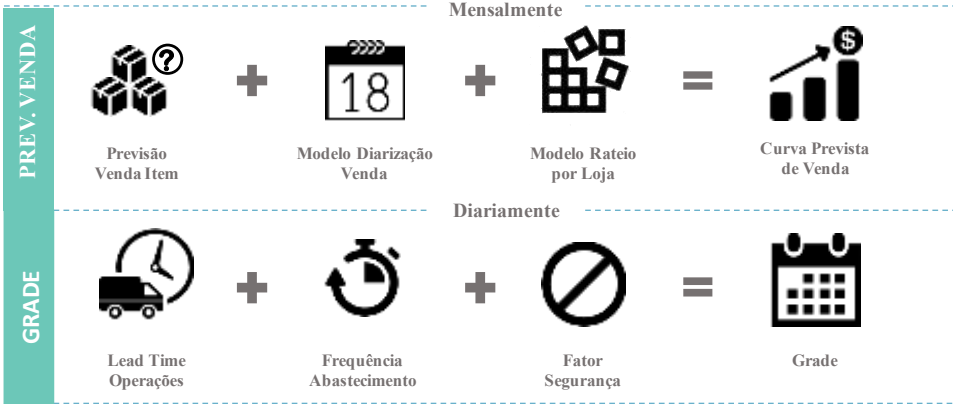 Mensalmente
PREV. VENDA
?
18
$
Previsão
Venda Item
Modelo Diarização
Venda
Modelo Rateio
por Loja
Curva Prevista
de Venda
Diariamente
GRADE
Lead Time
Operações
Frequência
Abastecimento
Fator
Segurança
Grade